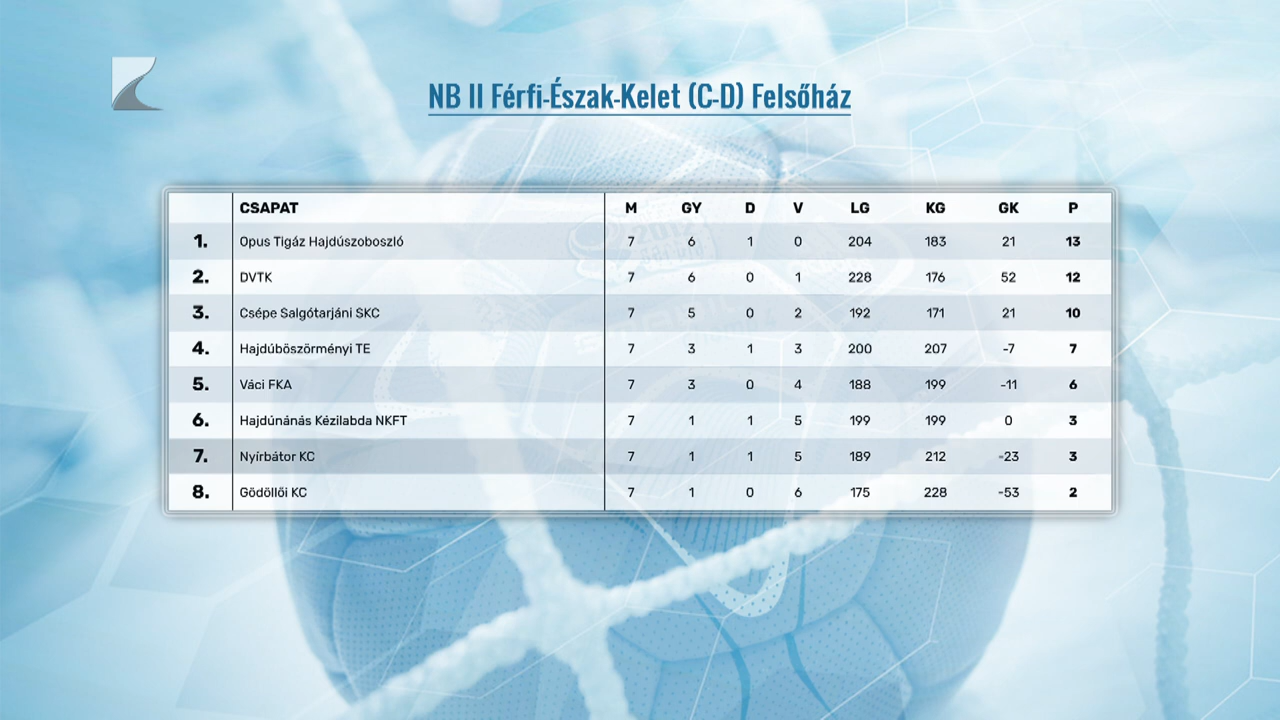 NB II Férfi-Észak-Kelet (C-D) Felsőház
CSAPAT M GY D V LG KG GK P
1. Opus Tigáz Hajdúszoboszló 7 6 1 0 204 183 21 13
2. DVTK 7 6 0 1 228 176 52 12
3. Csépe Salgótarjáni SKC 7 5 0 2 192 171 21 10
4. Hajdúböszörményi TE 7 3 1 3 200 207 -7 7
5. Váci FKA 7 3 0 4 188 199 -11 6
6. Hajdúnánás Kézilabda NKFT 7 1 1 5 199 199 0 3
7. Nyírbátor KC 7 1 1 5 189 212 -23 3
8. Gödöllői KC 7 1 0 6 175 228 -53 2